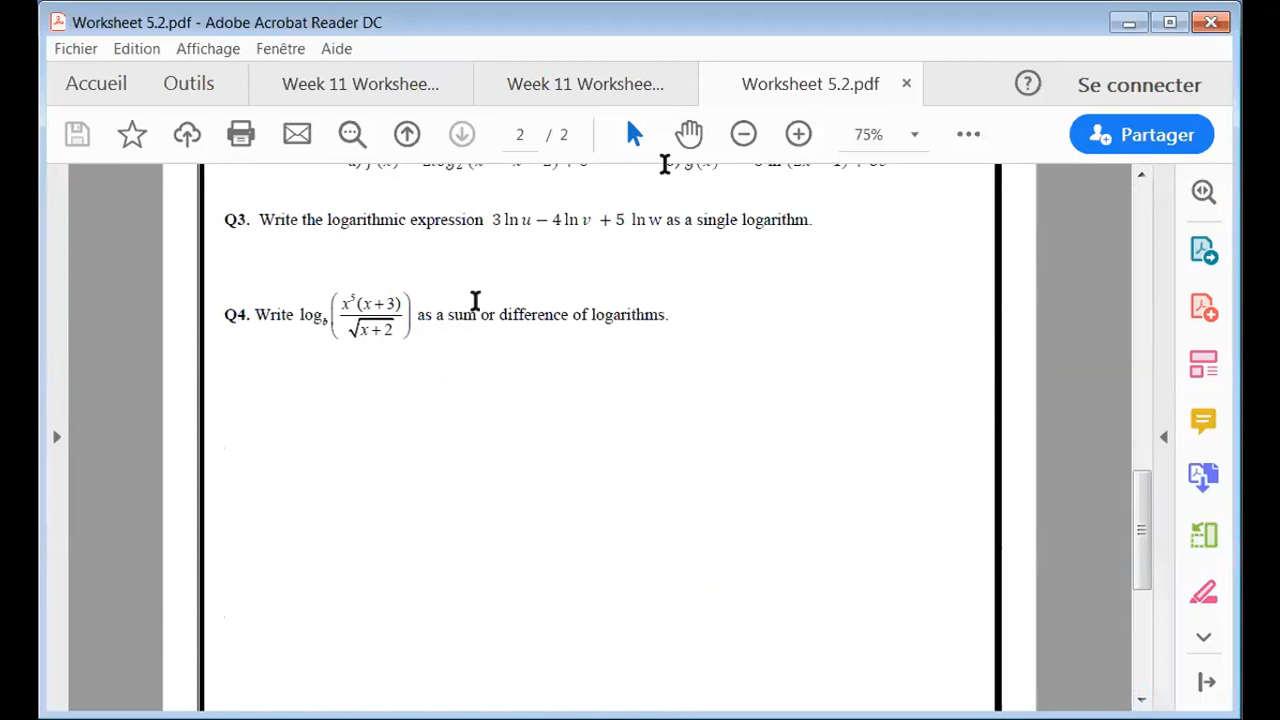 Worksheet 5.2.pdf - Adobe Acrobat Reader DC
Fichier Edition Affichage Fenêtre Aide
Accueil Outils Week 11 Workshee... Week 11 Workshee... Worksheet 5.2.pdf × Se connecter
2 / 2 75% Partager
Q3. Write the logarithmic expression 3 ln u − 4 ln v + 5 ln w as a single logarithm.
Q4. Write log_b (x^5(x+3) / √(x+2)) as a sum or difference of logarithms.